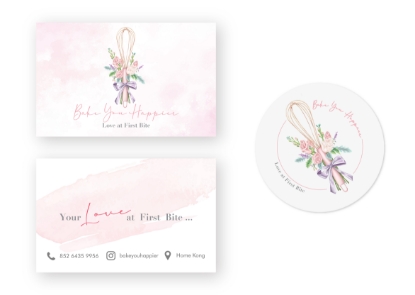 Bake You Happier
Love at First Bite
Your Love at First Bite ...
852 6435 9956
bakeyouhappier
Home Kong
Bake You Happier
Love at First Bite